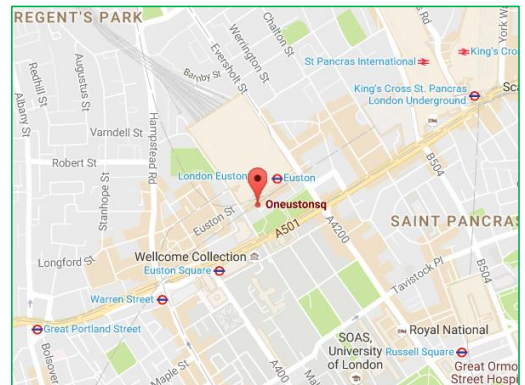 REGENT'S PARK
Chalton St
Werrington St
Eversholt St
Barnby St
St Pancras International
King's Cro
York W
King's Cross St. Pancras
London Underground
Sca
Redhill St
Augustus St
Albany St
Varndell St
Hampstead Rd
Robert St
Stanhope St
London Euston
Euston
Oneustonsq
B504
Euston St
A501
SAINT PANCRAS
A4200
Longford St
Wellcome Collection
Euston Square
B504
Tavistock Pl
Warren Street
Great Portland Street
Royal National
SOAS,
University
of London
Russell Square
Bolsover
Maple St
A400
Great Ormo
Street Hospi